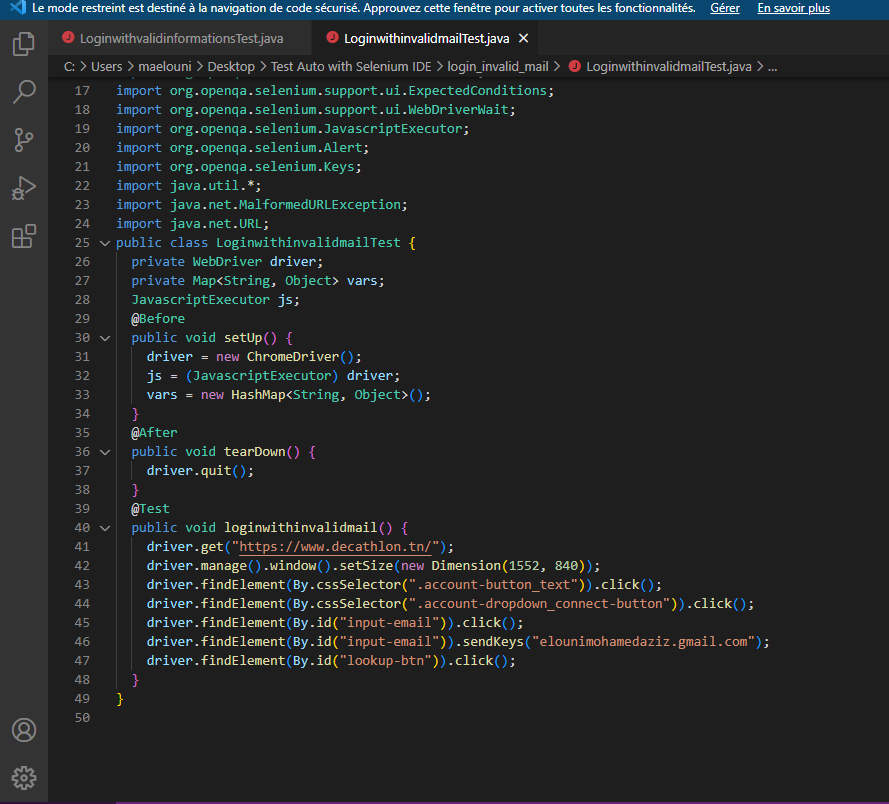 Le mode restreint est destiné à la navigation de code sécurisé. Approuvez cette fenêtre pour activer toutes les fonctionnalités. Gérer En savoir plus
LoginwithvalidinformationsTest.java LoginwithinvalidmailTest.java
C: > Users > maelouni > Desktop > Test Auto with Selenium IDE > login_invalid_mail > LoginwithinvalidmailTest.java > ...
17 import org.openqa.selenium.support.ui.ExpectedConditions;
18 import org.openqa.selenium.support.ui.WebDriverWait;
19 import org.openqa.selenium.JavascriptExecutor;
20 import org.openqa.selenium.Alert;
21 import org.openqa.selenium.Keys;
22 import java.util.*;
23 import java.net.MalformedURLException;
24 import java.net.URL;
25 public class LoginwithinvalidmailTest {
26 private WebDriver driver;
27 private Map<String, Object> vars;
28 JavascriptExecutor js;
29 @Before
30 public void setUp() {
31 driver = new ChromeDriver();
32 js = (JavascriptExecutor) driver;
33 vars = new HashMap<String, Object>();
34 }
35 @After
36 public void tearDown() {
37 driver.quit();
38 }
39 @Test
40 public void loginwithinvalidmail() {
41 driver.get("https://www.decathlon.tn/");
42 driver.manage().window().setSize(new Dimension(1552, 840));
43 driver.findElement(By.cssSelector(".account-button_text")).click();
44 driver.findElement(By.cssSelector(".account-dropdown_connect-button")).click();
45 driver.findElement(By.id("input-email")).click();
46 driver.findElement(By.id("input-email")).sendKeys("elounimohamedaziz.gmail.com");
47 driver.findElement(By.id("lookup-btn")).click();
48 }
49 }
50